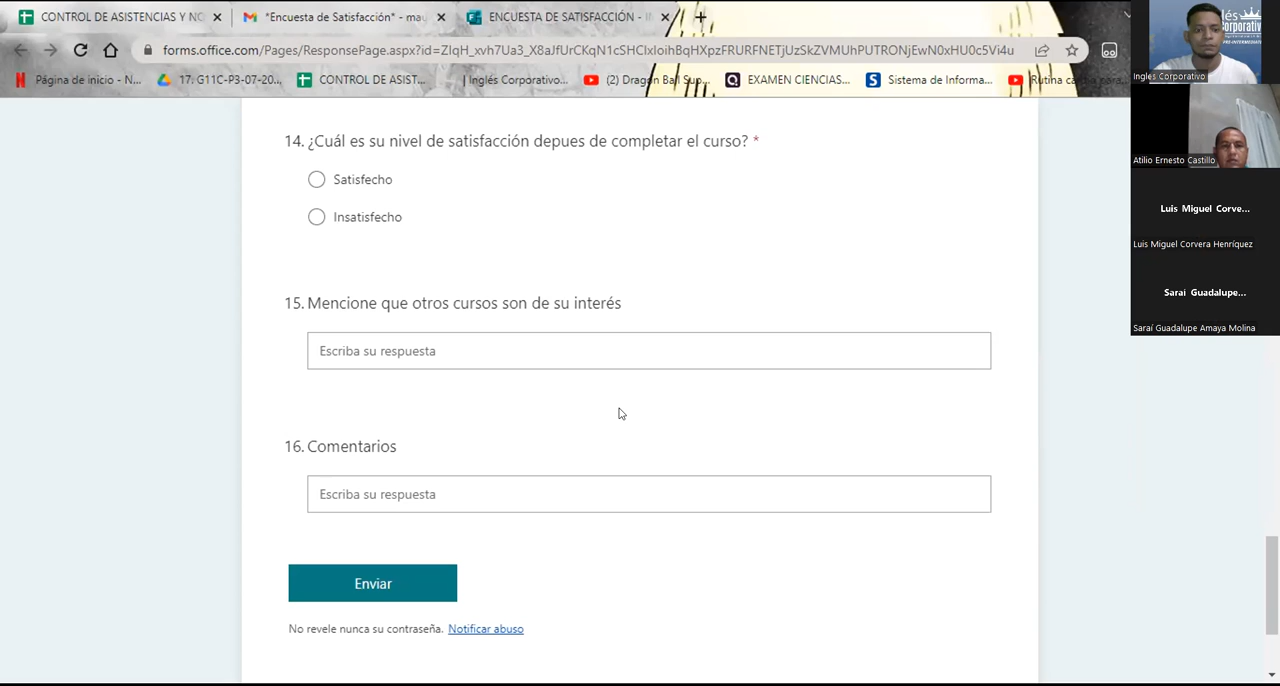 CONTROL DE ASISTENCIAS Y NO
*Encuesta de Satisfacción* - mau
ENCUESTA DE SATISFACCIÓN - I
forms.office.com/Pages/ResponsePage.aspx?id=ZIqH_xvh7Ua3_XbaJfUrCKqN1cSHClxIoihBqHXpzFRURFNETjUzSkZVMUhPUTRONjEwN0xHU0c5Vi4u
Página de inicio - N...
17: G11C-P3-07-20...
CONTROL DE ASIST...
| Inglés Corporativo...
(2) Dragon Ball Sup...
EXAMEN CIENCIAS...
Sistema de Informa...
Rutina
14. ¿Cuál es su nivel de satisfacción depues de completar el curso? *
Satisfecho
Insatisfecho
15. Mencione que otros cursos son de su interés
Escriba su respuesta
16. Comentarios
Escriba su respuesta
Enviar
No revele nunca su contraseña. Notificar abuso
PRE-INTERMEDIATE
Ingles Corporativo
Atilio Ernesto Castillo
Luis Miguel Corve...
Luis Miguel Corvera Henríquez
Sarai Guadalupe...
Saraí Guadalupe Amaya Molina